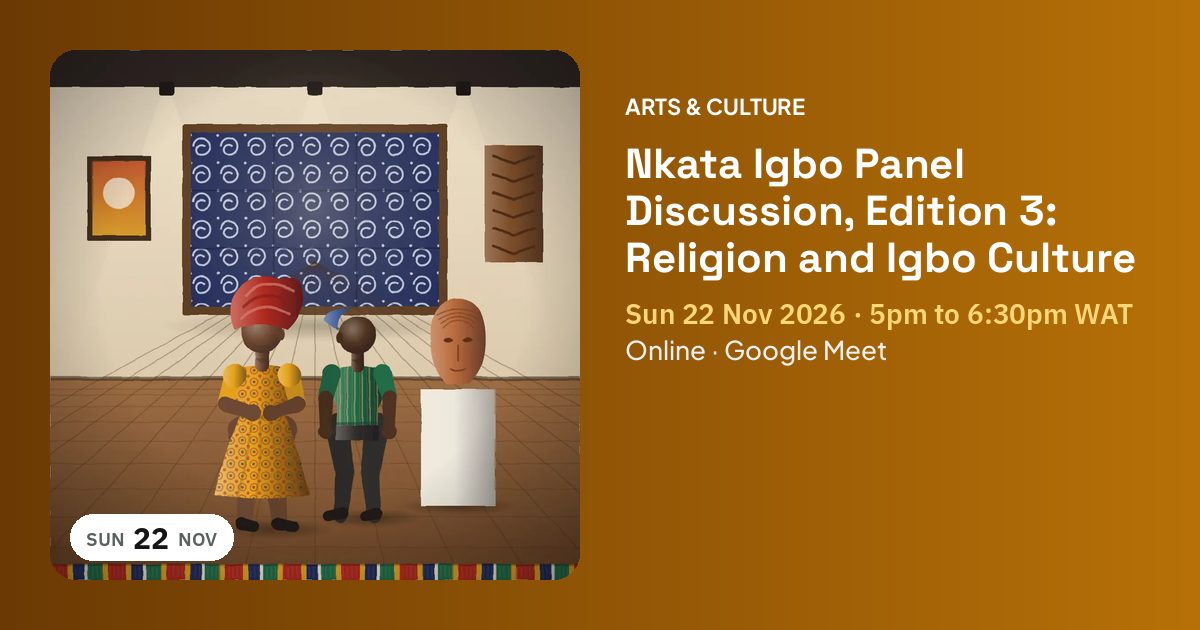 ARTS & CULTURE
Nkata Igbo Panel
Discussion, Edition 3:
Religion and Igbo Culture
Sun 22 Nov 2026 · 5pm to 6:30pm WAT
Online · Google Meet
SUN 22 NOV